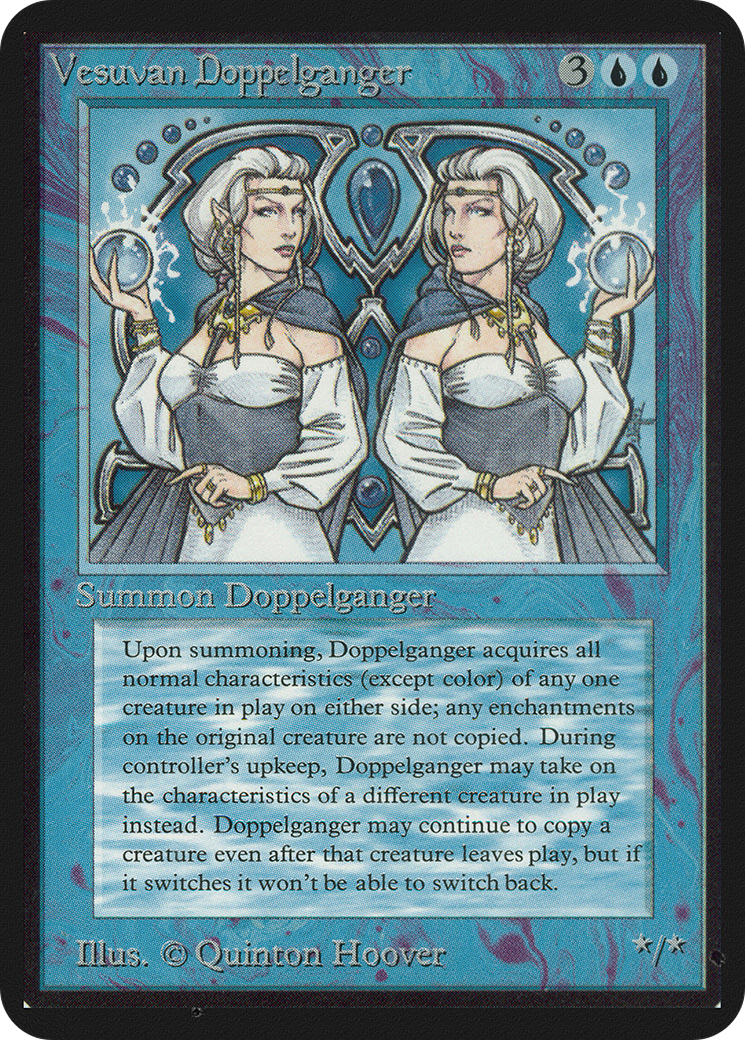 Vesuvan Doppelganger 3
Summon Doppelganger
Upon summoning, Doppelganger acquires all
normal characteristics (except color) of any one
creature in play on either side; any enchantments
on the original creature are not copied. During
controller's upkeep, Doppelganger may take on
the characteristics of a different creature in play
instead. Doppelganger may continue to copy a
creature even after that creature leaves play, but if
it switches it won't be able to switch back.
Illus. © Quinton Hoover */*